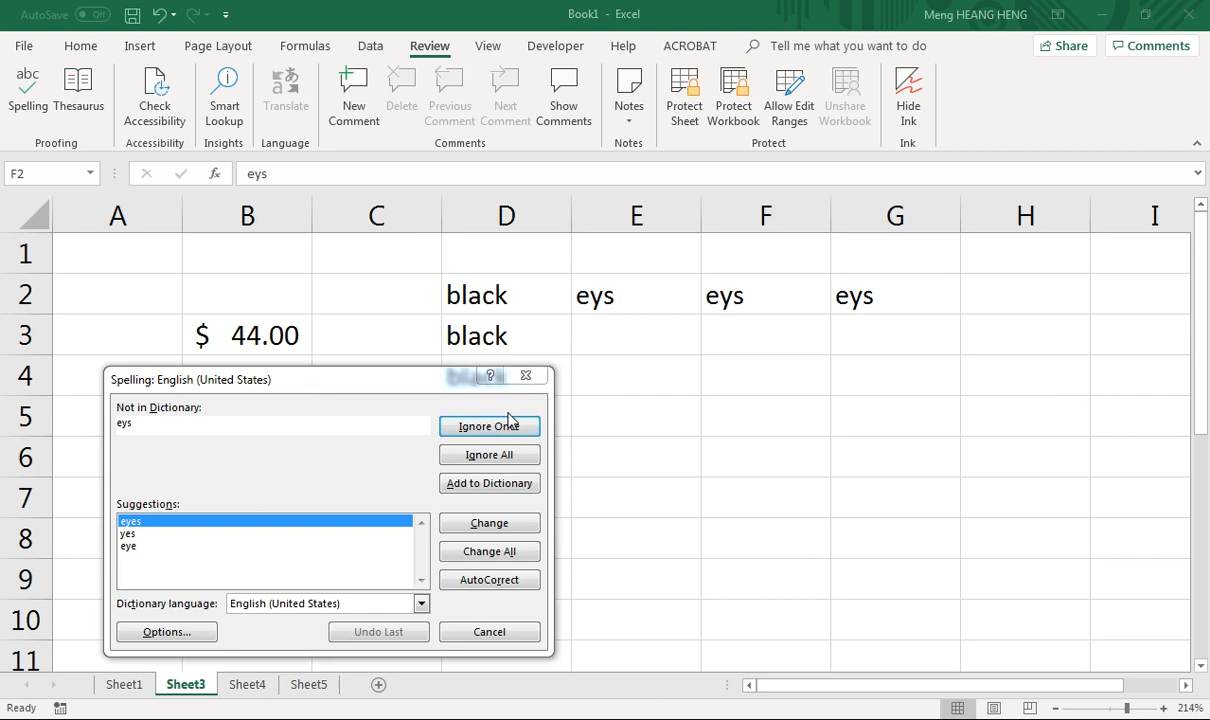 AutoSave Off Book1 - Excel Meng HEANG HENG
File Home Insert Page Layout Formulas Data Review View Developer Help ACROBAT Tell me what you want to do Share Comments
abc
Spelling Thesaurus Check Accessibility Smart Lookup Translate New Comment Delete Previous Comment Next Comment Show Comments Notes Protect Sheet Protect Workbook Allow Edit Ranges Unshare Workbook Hide Ink
Proofing Accessibility Insights Language Comments Notes Protect Ink
F2 fx eys
A B C D E F G H I
1
2 black eys eys eys
3 $ 44.00 black
4 black
5
6
7
8
9
10
11
Spelling: English (United States) ?
Not in Dictionary:
eys
Ignore Once
Ignore All
Add to Dictionary
Suggestions:
eyes
yes
eye
Change
Change All
AutoCorrect
Dictionary language: English (United States)
Options... Undo Last Cancel
Sheet1 Sheet3 Sheet4 Sheet5
Ready 214%